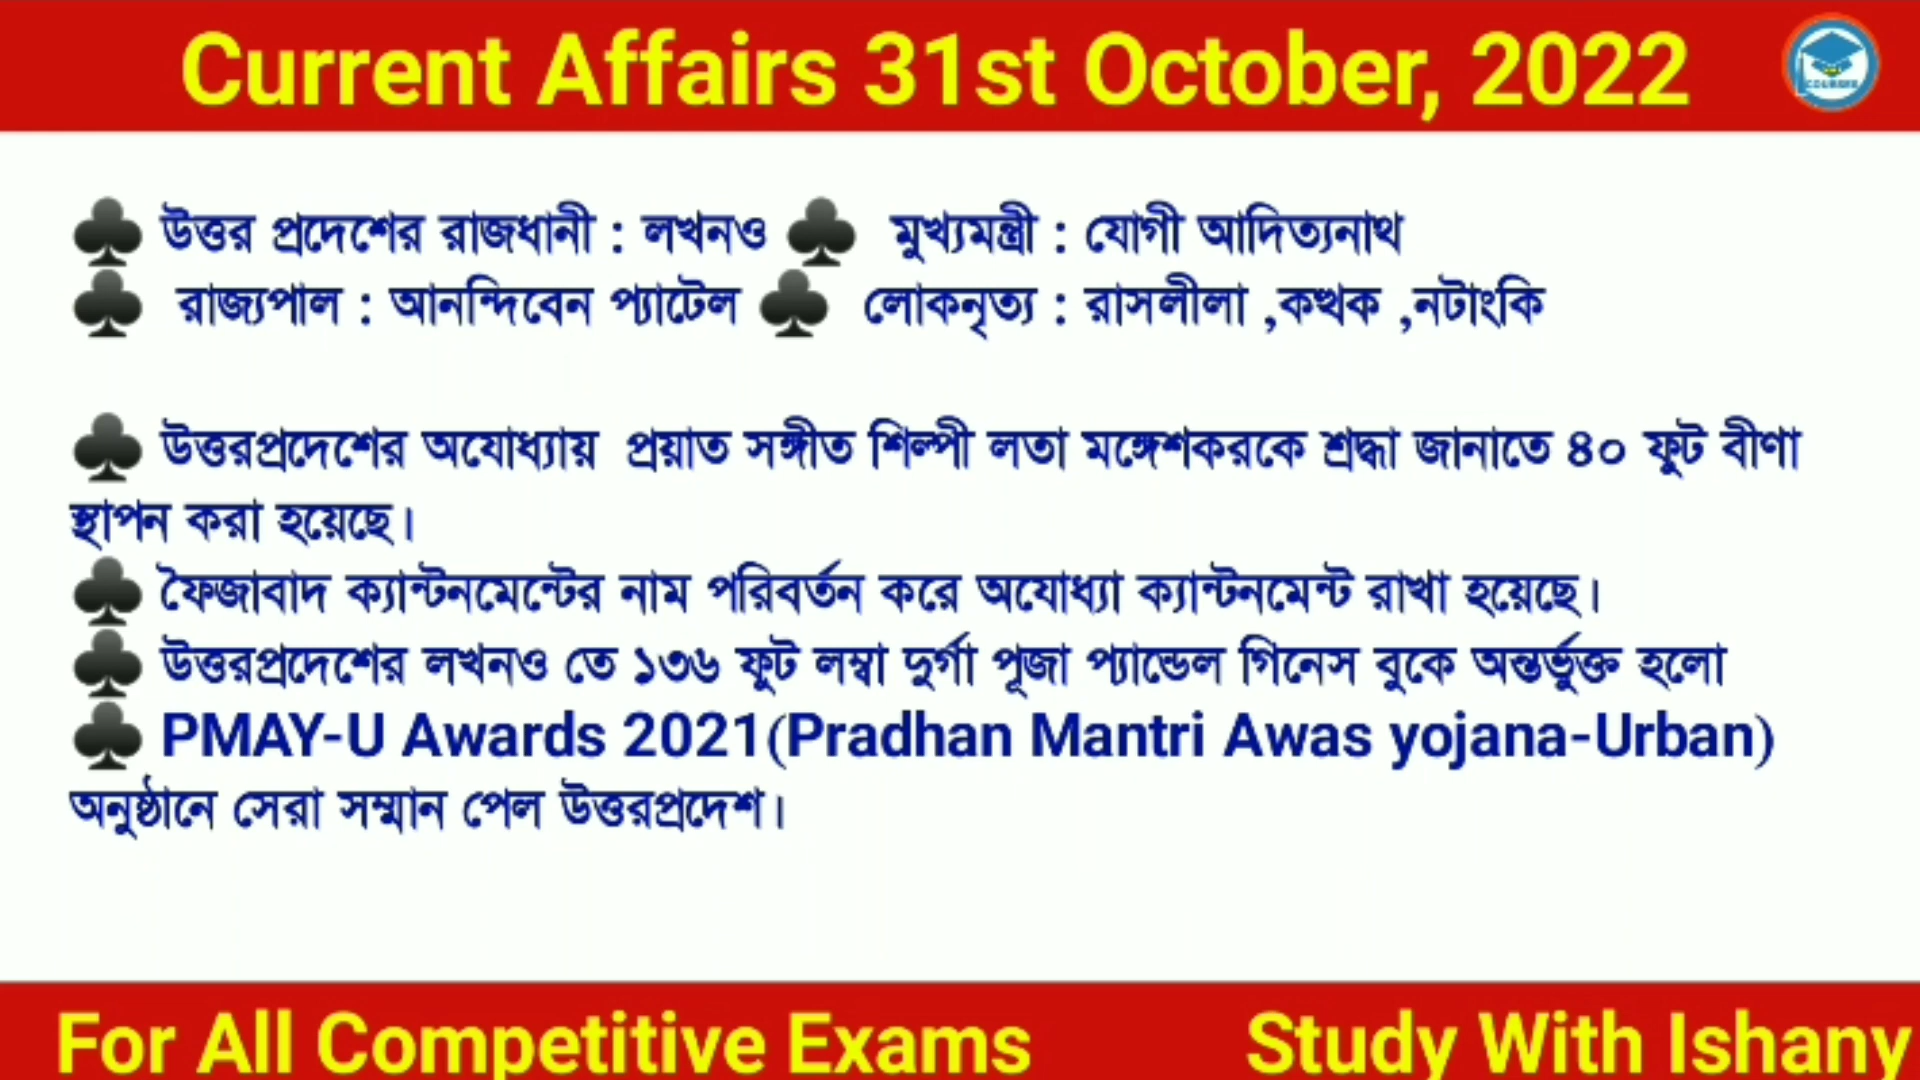 Current Affairs 31st October, 2022
COURSES
♣ উত্তর প্রদেশের রাজধানী : লখনও ♣ মুখ্যমন্ত্রী : যোগী আদিত্যনাথ
♣ রাজ্যপাল : আনন্দিবেন প্যাটেল ♣ লোকনৃত্য : রাসলীলা ,কত্থক ,নটাংকি
♣ উত্তরপ্রদেশের অযোধ্যায় প্রয়াত সঙ্গীত শিল্পী লতা মঙ্গেশকরকে শ্রদ্ধা জানাতে ৪০ ফুট বীণা
স্থাপন করা হয়েছে।
♣ ফৈজাবাদ ক্যান্টনমেন্টের নাম পরিবর্তন করে অযোধ্যা ক্যান্টনমেন্ট রাখা হয়েছে।
♣ উত্তরপ্রদেশের লখনও তে ১৩৬ ফুট লম্বা দুর্গা পূজা প্যান্ডেল গিনেস বুকে অন্তর্ভুক্ত হলো
♣ PMAY-U Awards 2021(Pradhan Mantri Awas yojana-Urban)
অনুষ্ঠানে সেরা সম্মান পেল উত্তরপ্রদেশ।
For All Competitive Exams Study With Ishany